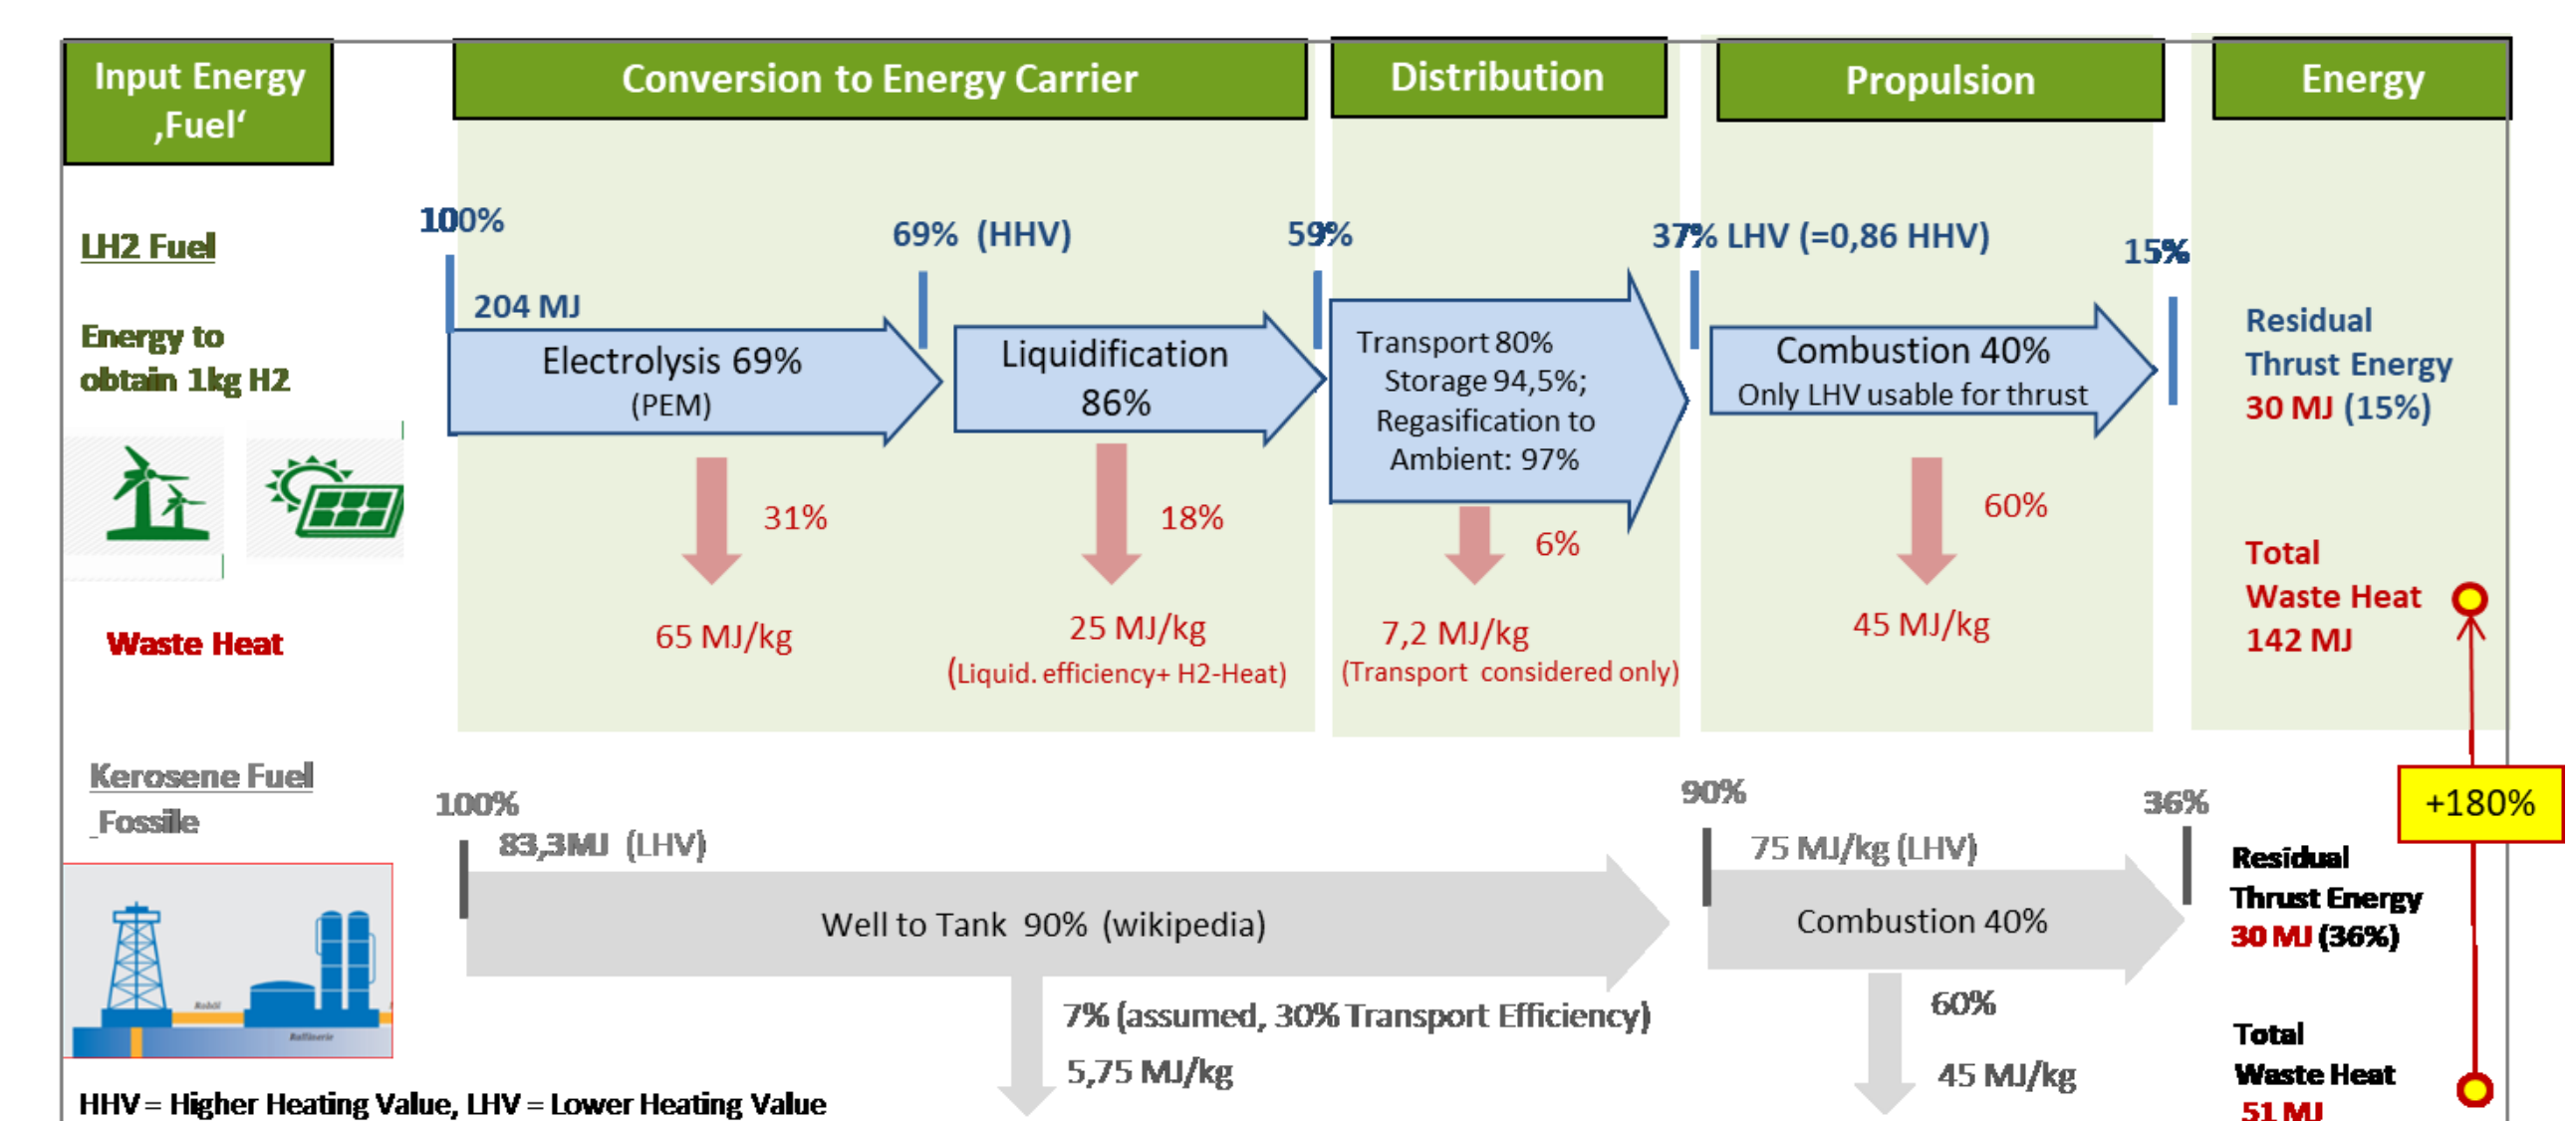 Input Energy
‚Fuel‘
Conversion to Energy Carrier
Distribution
Propulsion
Energy
LH2 Fuel
Energy to
obtain 1kg H2
Waste Heat
100%
204 MJ
69% (HHV)
59%
37% LHV (=0,86 HHV)
15%
Electrolysis 69%
(PEM)
Liquidification
86%
Transport 80%
Storage 94,5%;
Regasification to
Ambient: 97%
Combustion 40%
Only LHV usable for thrust
31%
65 MJ/kg
18%
25 MJ/kg
(Liquid. efficiency+ H2-Heat)
6%
7,2 MJ/kg
(Transport considered only)
60%
45 MJ/kg
Residual
Thrust Energy
30 MJ (15%)
Total
Waste Heat
142 MJ
+180%
Kerosene Fuel
_Fossile
100%
83,3MJ (LHV)
Well to Tank 90% (wikipedia)
7% (assumed, 30% Transport Efficiency)
5,75 MJ/kg
90%
75 MJ/kg (LHV)
Combustion 40%
36%
60%
45 MJ/kg
Residual
Thrust Energy
30 MJ (36%)
Total
Waste Heat
51 MJ
Rohöl
Raffinerie
HHV = Higher Heating Value, LHV = Lower Heating Value